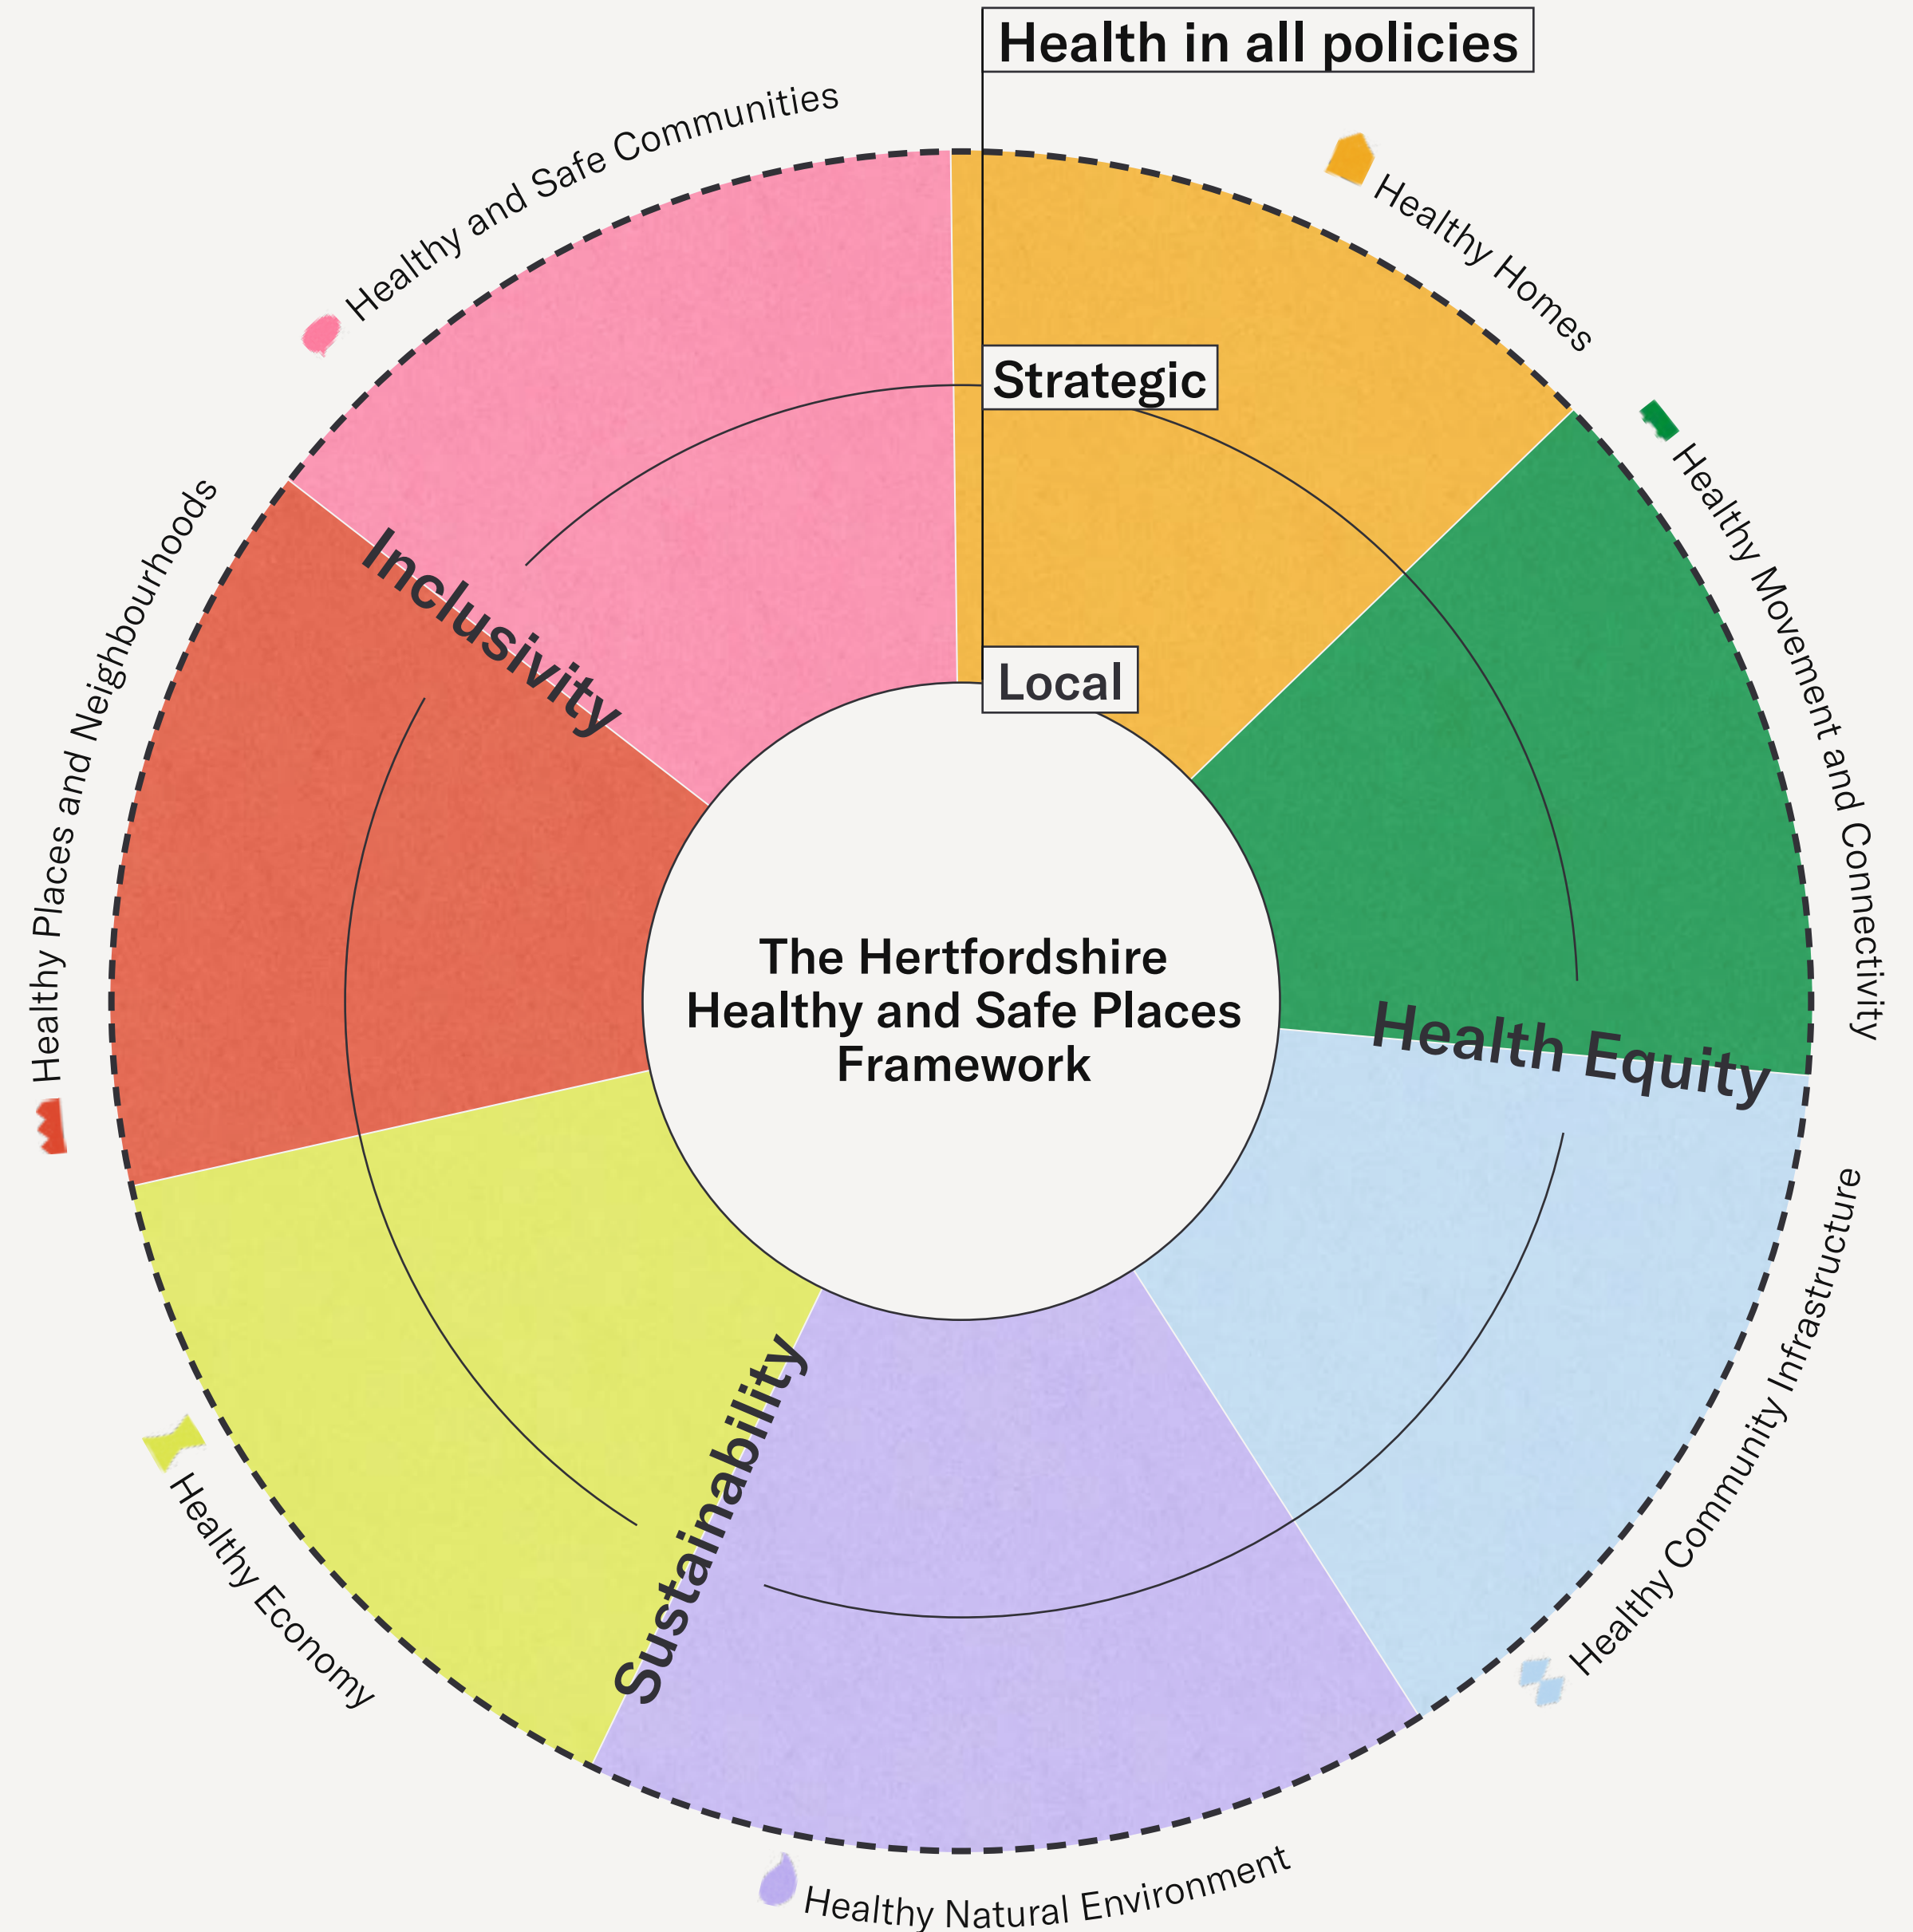 Health in all policies
Strategic
Local
Healthy and Safe Communities
Healthy Homes
Healthy Movement and Connectivity
Healthy Places and Neighbourhoods
Inclusivity
The Hertfordshire
Healthy and Safe Places
Framework
Health Equity
Healthy Community Infrastructure
Sustainability
Healthy Economy
Healthy Natural Environment